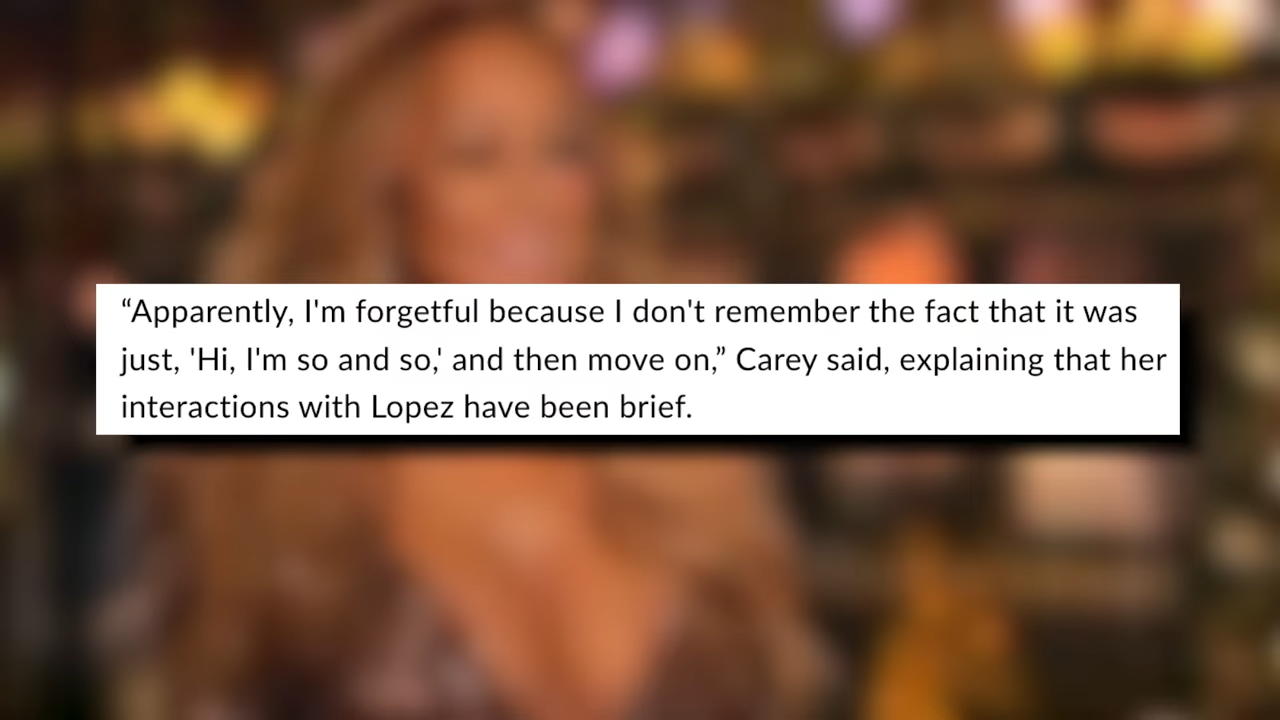 “Apparently, I'm forgetful because I don't remember the fact that it was
just, 'Hi, I'm so and so,' and then move on,” Carey said, explaining that her
interactions with Lopez have been brief.